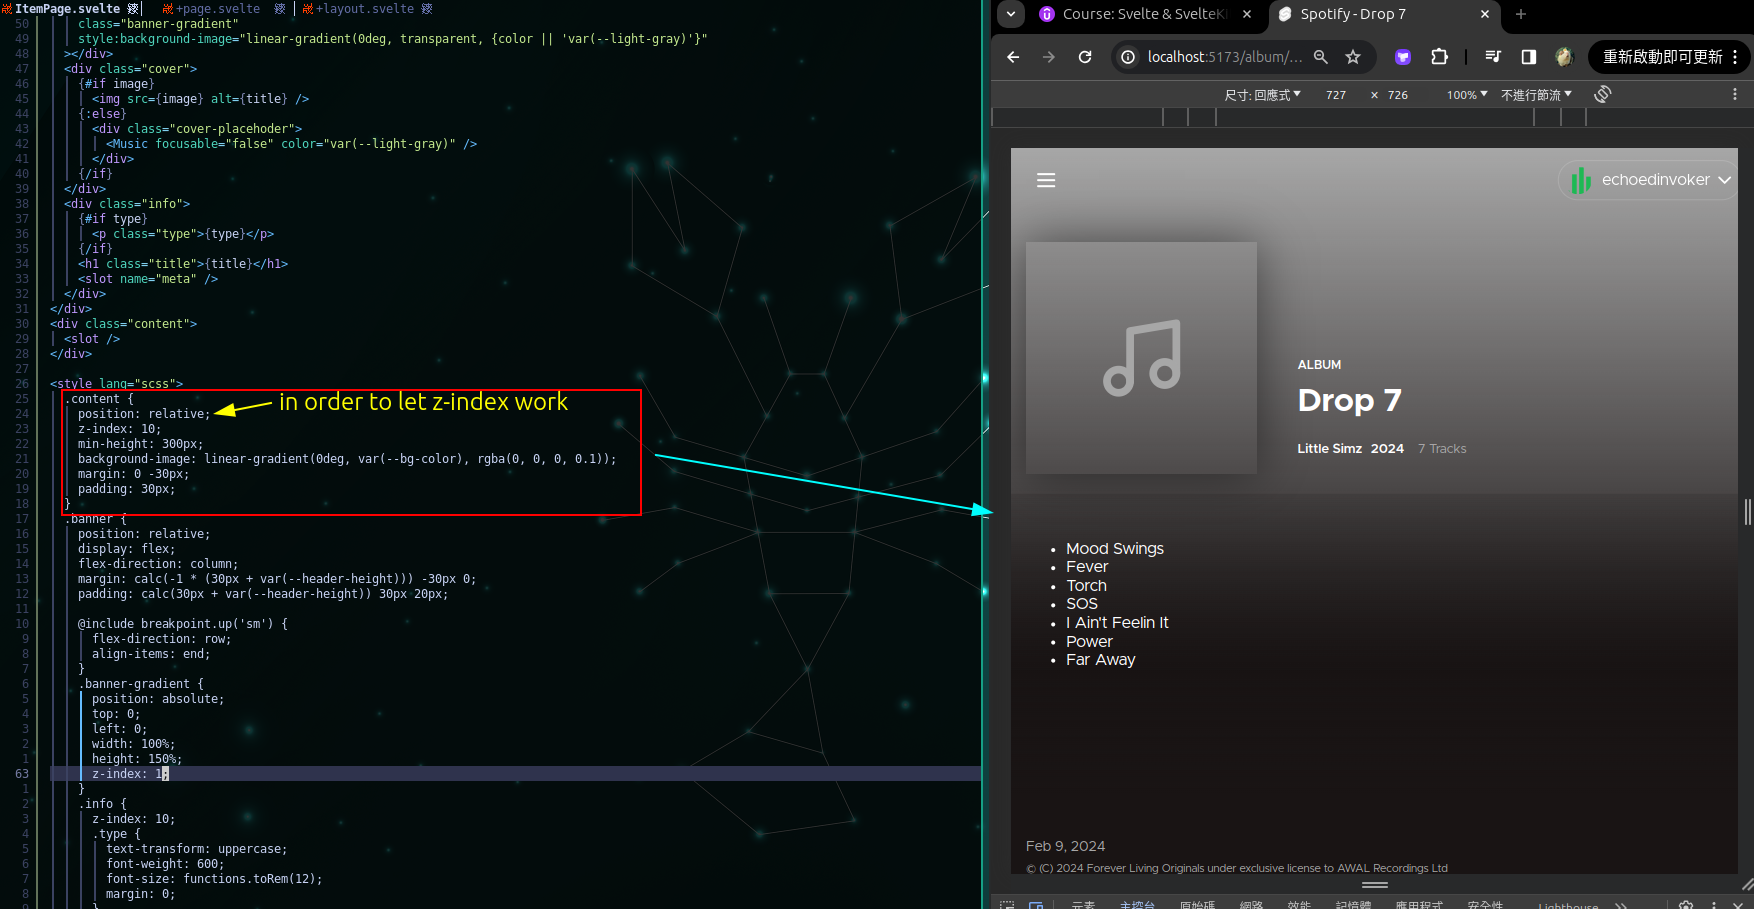 ItemPage.svelte
+page.svelte
+layout.svelte
50 class="banner-gradient"
49 style:background-image="linear-gradient(0deg, transparent, {color || 'var(--light-gray)'}"
48 ></div>
47 <div class="cover">
46 {#if image}
45 <img src={image} alt={title} />
44 {:else}
43 <div class="cover-placehoder">
42 <Music focusable="false" color="var(--light-gray)" />
41 </div>
40 {/if}
39 </div>
38 <div class="info">
37 {#if type}
36 <p class="type">{type}</p>
35 {/if}
34 <h1 class="title">{title}</h1>
33 <slot name="meta" />
32 </div>
31 </div>
30 <div class="content">
29 <slot />
28 </div>
27
26 <style lang="scss">
25 .content {
24 position: relative;
in order to let z-index work
23 z-index: 10;
22 min-height: 300px;
21 background-image: linear-gradient(0deg, var(--bg-color), rgba(0, 0, 0, 0.1));
20 margin: 0 -30px;
19 padding: 30px;
18 }
17 .banner {
16 position: relative;
15 display: flex;
14 flex-direction: column;
13 margin: calc(-1 * (30px + var(--header-height))) -30px 0;
12 padding: calc(30px + var(--header-height)) 30px 20px;
11
10 @include breakpoint.up('sm') {
9 flex-direction: row;
8 align-items: end;
7 }
6 .banner-gradient {
5 position: absolute;
4 top: 0;
3 left: 0;
2 width: 100%;
1 height: 150%;
63 z-index: 1;
1 }
2 .info {
3 z-index: 10;
4 .type {
5 text-transform: uppercase;
6 font-weight: 600;
7 font-size: functions.toRem(12);
8 margin: 0;
9 }
Course: Svelte & SvelteKi
Spotify - Drop 7
localhost:5173/album/...
重新啟動即可更新
尺寸: 回應式
727 × 726
100%
不進行節流
echoedinvoker
ALBUM
Drop 7
Little Simz 2024 7 Tracks
• Mood Swings
• Fever
• Torch
• SOS
• I Ain't Feelin It
• Power
• Far Away
Feb 9, 2024
© (C) 2024 Forever Living Originals under exclusive license to AWAL Recordings Ltd
元素 主控台 原始碼 網路 效能 記憶體 應用程式 安全性 Lighthouse